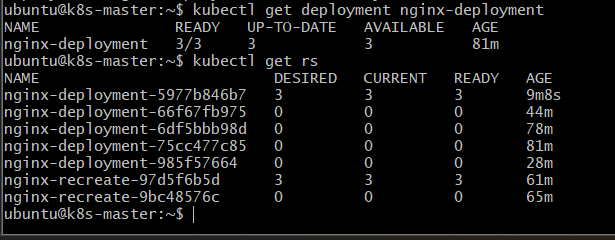 ubuntu@k8s-master:~$ kubectl get deployment nginx-deployment
NAME READY UP-TO-DATE AVAILABLE AGE
nginx-deployment 3/3 3 3 81m
ubuntu@k8s-master:~$ kubectl get rs
NAME DESIRED CURRENT READY AGE
nginx-deployment-5977b846b7 3 3 3 9m8s
nginx-deployment-66f67fb975 0 0 0 44m
nginx-deployment-6df5bbb98d 0 0 0 78m
nginx-deployment-75cc477c85 0 0 0 81m
nginx-deployment-985f57664 0 0 0 28m
nginx-recreate-97d5f6b5d 3 3 3 61m
nginx-recreate-9bc48576c 0 0 0 65m
ubuntu@k8s-master:~$